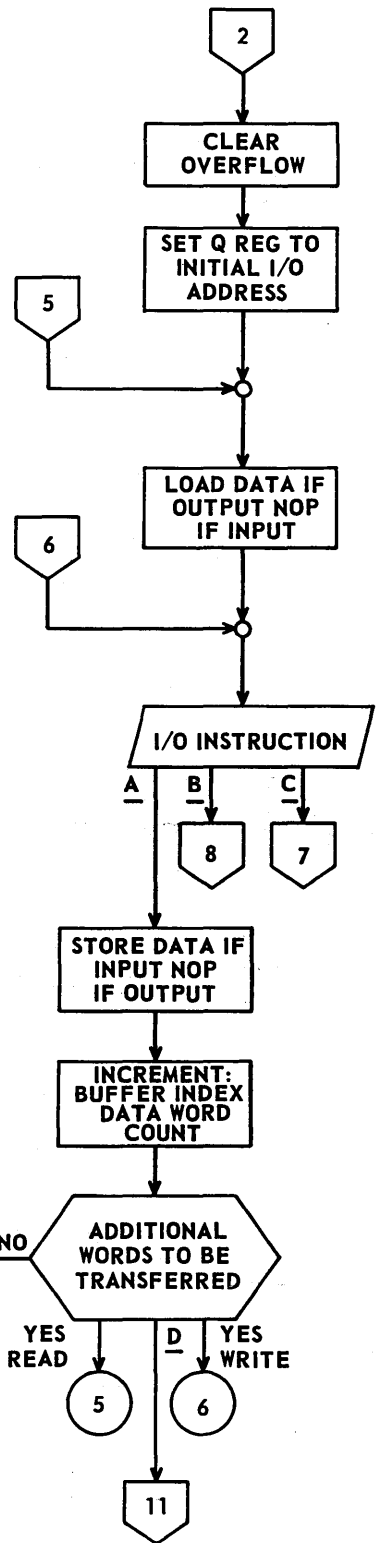 2
CLEAR
OVERFLOW
SET Q REG TO
INITIAL I/O
ADDRESS
5
LOAD DATA IF
OUTPUT NOP
IF INPUT
6
I/O INSTRUCTION
A B C
8 7
STORE DATA IF
INPUT NOP
IF OUTPUT
INCREMENT:
BUFFER INDEX
DATA WORD
COUNT
NO
ADDITIONAL
WORDS TO BE
TRANSFERRED
YES D YES
READ WRITE
5 6
11